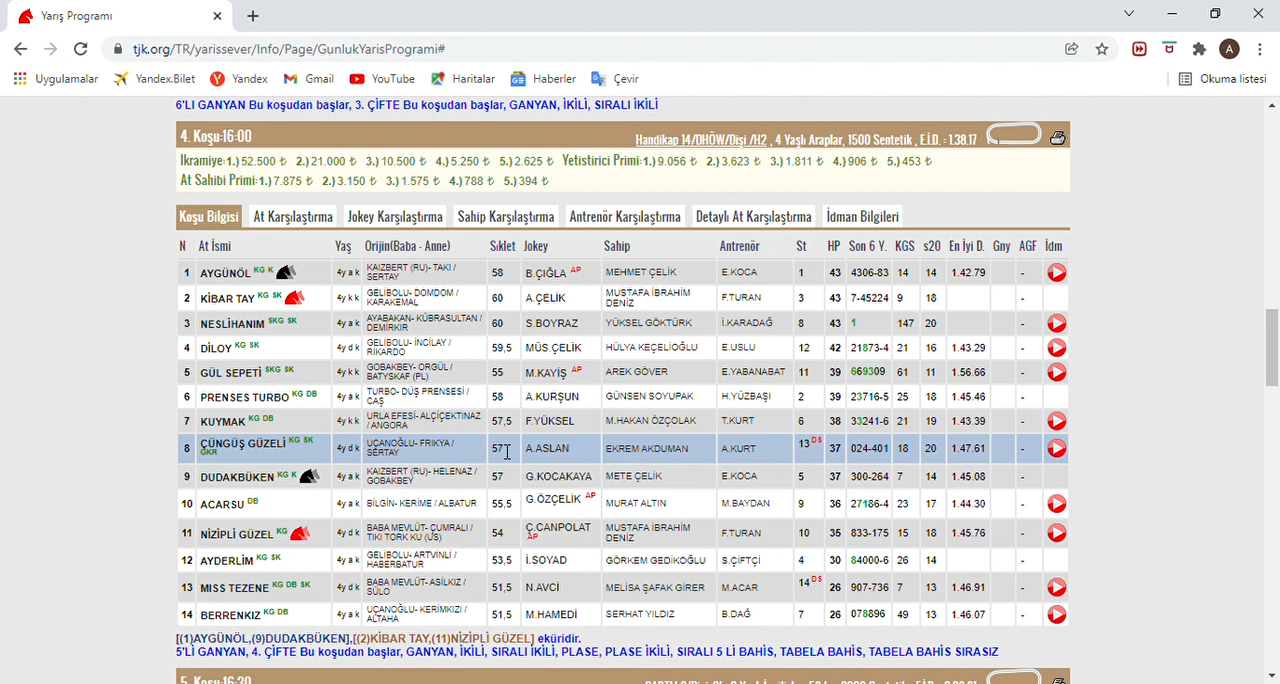 Yarış Programı
tjk.org/TR/yarissever/Info/Page/GunlukYarisProgrami#
A
Uygulamalar Yandex.Bilet Yandex Gmail YouTube Haritalar Haberler Çevir Okuma listesi
6'LI GANYAN Bu koşudan başlar, 3. ÇİFTE Bu koşudan başlar, GANYAN, İKİLİ, SIRALI İKİLİ
4. Koşu:16:00 Handikap 14/DHÖW/Dişi /H2 , 4 Yaşlı Araplar, 1500 Sentetik , E.İ.D. : 1.38.17
İkramiye:1.) 52.500 ₺ 2.) 21.000 ₺ 3.) 10.500 ₺ 4.) 5.250 ₺ 5.) 2.625 ₺ Yetistirici Primi:1.) 9.056 ₺ 2.) 3.623 ₺ 3.) 1.811 ₺ 4.) 906 ₺ 5.) 453 ₺
At Sahibi Primi:1.) 7.875 ₺ 2.) 3.150 ₺ 3.) 1.575 ₺ 4.) 788 ₺ 5.) 394 ₺
Koşu Bilgisi At Karşılaştırma Jokey Karşılaştırma Sahip Karşılaştırma Antrenör Karşılaştırma Detaylı At Karşılaştırma İdman Bilgileri
N At İsmi Yaş Orijin(Baba - Anne) Sıklet Jokey Sahip Antrenör St HP Son 6 Y. KGS s20 En İyi D. Gny AGF İdm
1 AYGÜNÖL KG K 4y a k KAIZBERT (RU)- TAKI / SERTAY 58 B.ÇIĞLA AP MEHMET ÇELİK E.KOCA 1 43 4306-83 14 14 1.42.79 -
2 KİBAR TAY KG SK 4y k k GELİBOLU- DOMDOM / KARAKEMAL 60 A.ÇELİK MUSTAFA İBRAHİM DENİZ F.TURAN 3 43 7-45224 9 18 -
3 NESLİHANIM SKG SK 4y a k AYABAKAN- KÜBRASULTAN / DEMİRKIR 60 S.BOYRAZ YÜKSEL GÖKTÜRK İ.KARADAĞ 8 43 1 147 20 -
4 DİLOY KG SK 4y d k GELİBOLU- İNCİLAY / RİKARDO 59,5 MÜS.ÇELİK HÜLYA KEÇELİOĞLU E.USLU 12 42 21873-4 21 16 1.43.29 -
5 GÜL SEPETİ SKG SK 4y k k GOBAKBEY- ORGÜL / BATYSKAF (PL) 55 M.KAYIŞ AP AREK GÖVER E.YABANABAT 11 39 669309 61 11 1.56.66 -
6 PRENSES TURBO KG DB 4y a k TURBO- DÜŞ PRENSESİ / CAŞ 58 A.KURŞUN GÜNSEN SOYUPAK H.YÜZBAŞI 2 39 23716-5 25 18 1.45.46 -
7 KUYMAK KG DB 4y k k URLA EFESİ- ALÇİÇEKTINAZ / ANGORA 57,5 F.YÜKSEL M.HAKAN ÖZÇOLAK T.KURT 6 38 33241-6 21 19 1.43.39 -
8 ÇÜNGÜŞ GÜZELİ KG SK GKR 4y d k UÇANOĞLU- FRIKYA / SERTAY 57 A.ASLAN EKREM AKDUMAN A.KURT 13 DS 37 024-401 18 20 1.47.61 -
9 DUDAKBÜKEN KG K 4y a k KAIZBERT (RU)- HELENAZ / GOBAKBEY 57 G.KOCAKAYA METE ÇELİK E.KOCA 5 37 300-264 7 14 1.45.08 -
10 ACARSU DB 4y a k BİLGİN- KERİME / ALBATUR 55,5 G.ÖZÇELİK AP MURAT ALTIN M.BAYDAN 9 36 27186-4 23 17 1.44.30 -
11 NİZİPLİ GÜZEL KG 4y d k BABA MEVLÜT- ÇUMRALI / TIKI TORK KU (US) 54 Ç.CANPOLAT AP MUSTAFA İBRAHİM DENİZ F.TURAN 10 35 833-175 15 18 1.45.76 -
12 AYDERLİM KG SK 4y a k GELİBOLU- ARTVİNLİ / HABERBATUR 53,5 İ.SOYAD GÖRKEM GEDİKOĞLU S.ÇİFTÇİ 4 30 84000-6 26 14 -
13 MISS TEZENE KG DB SK 4y d k BABA MEVLÜT- ASİLKIZ / SULO 51,5 N.AVCİ MELİSA ŞAFAK GİRER M.ACAR 14 DS 26 907-736 7 13 1.46.91 -
14 BERRENKIZ KG DB 4y a k UÇANOĞLU- KERİMKIZI / ALTAHA 51,5 M.HAMEDİ SERHAT YILDIZ B.DAĞ 7 26 078896 49 13 1.46.07 -
[(1)AYGÜNÖL,(9)DUDAKBÜKEN],[(2)KİBAR TAY,(11)NİZİPLİ GÜZEL] eküridir.
5'Lİ GANYAN, 4. ÇİFTE Bu koşudan başlar, GANYAN, İKİLİ, SIRALI İKİLİ, PLASE, PLASE İKİLİ, SIRALI 5 Lİ BAHİS, TABELA BAHİS, TABELA BAHİS SIRASIZ
5. Koşu:16:30